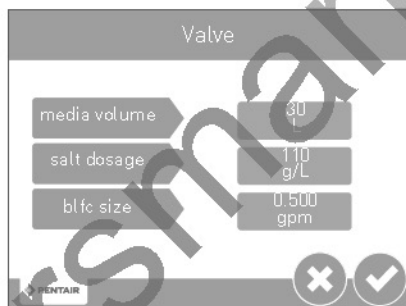 Valve
media volume
30
L
salt dosage
110
g/L
blfc size
0.500
gpm
PENTAIR